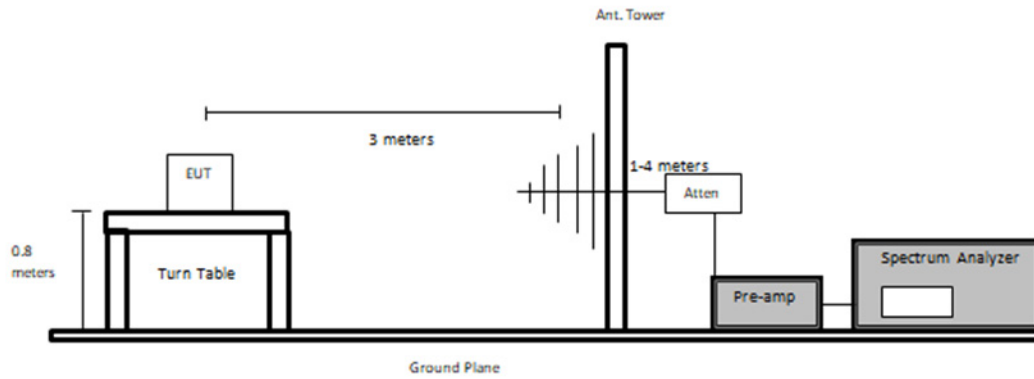 Ant. Tower
3 meters
1-4 meters
EUT
Atten
0.8
meters
Turn Table
Spectrum Analyzer
Pre-amp
Ground Plane